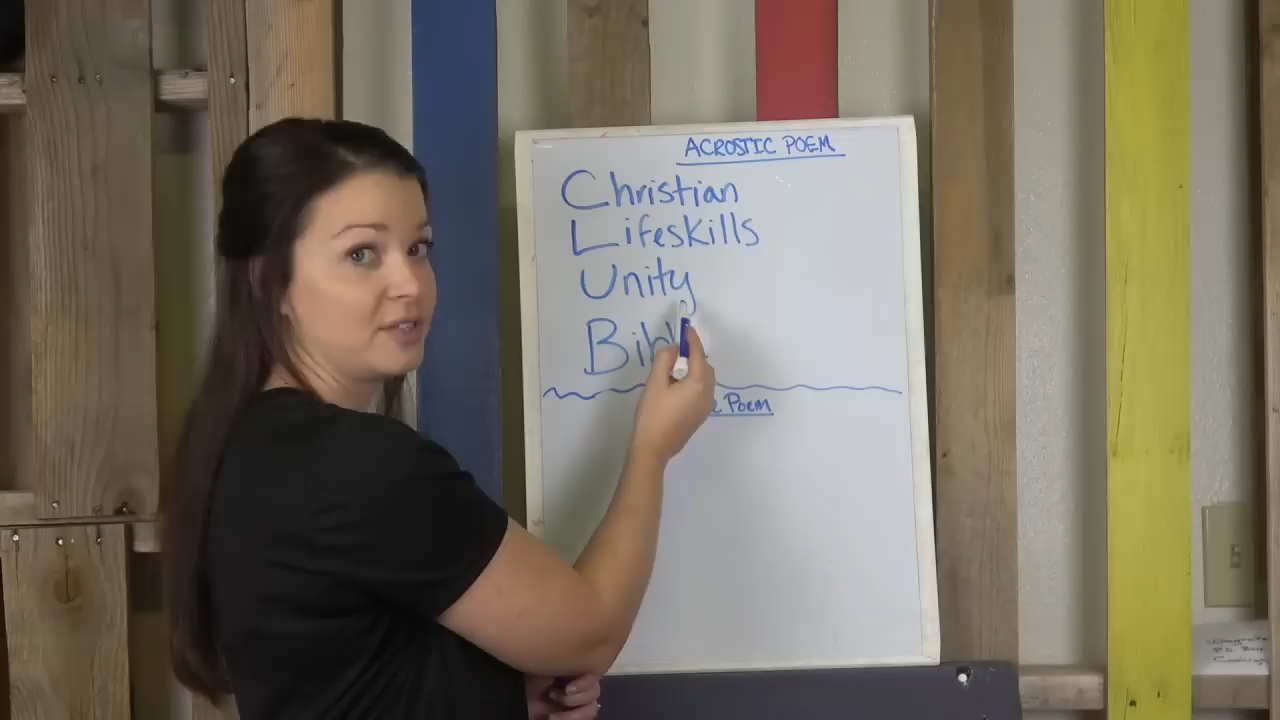 ACROSTIC POEM
Christian
Lifeskills
Unity
Poem